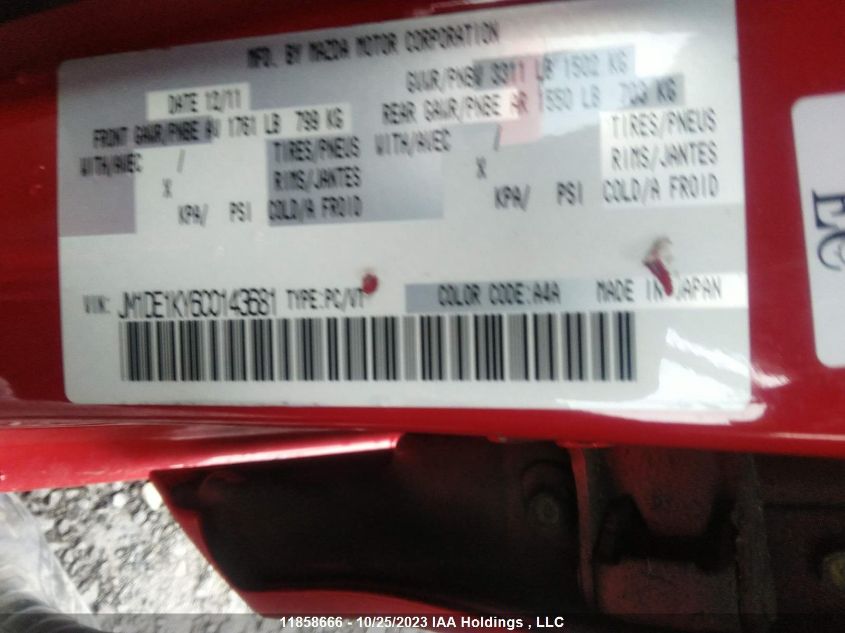 MFD. BY MAZDA MOTOR CORPORATION
DATE 12/11 GVWR/PNBV 3311 LB 1502 KG
FRONT GAWR/PNBE AV 1761 LB 799 KG REAR GAWR/PNBE AR 1550 LB 703 KG
WITH/AVEC / TIRES/PNEUS WITH/AVEC / TIRES/PNEUS
X RIMS/JANTES X RIMS/JANTES
KPA/ PSI COLD/A FROID KPA/ PSI COLD/A FROID
VIN: JM1DE1KY6C0143681 TYPE:PC/VT COLOR CODE:A4A MADE IN JAPAN
EC
11858666 - 10/25/2023 IAA Holdings , LLC